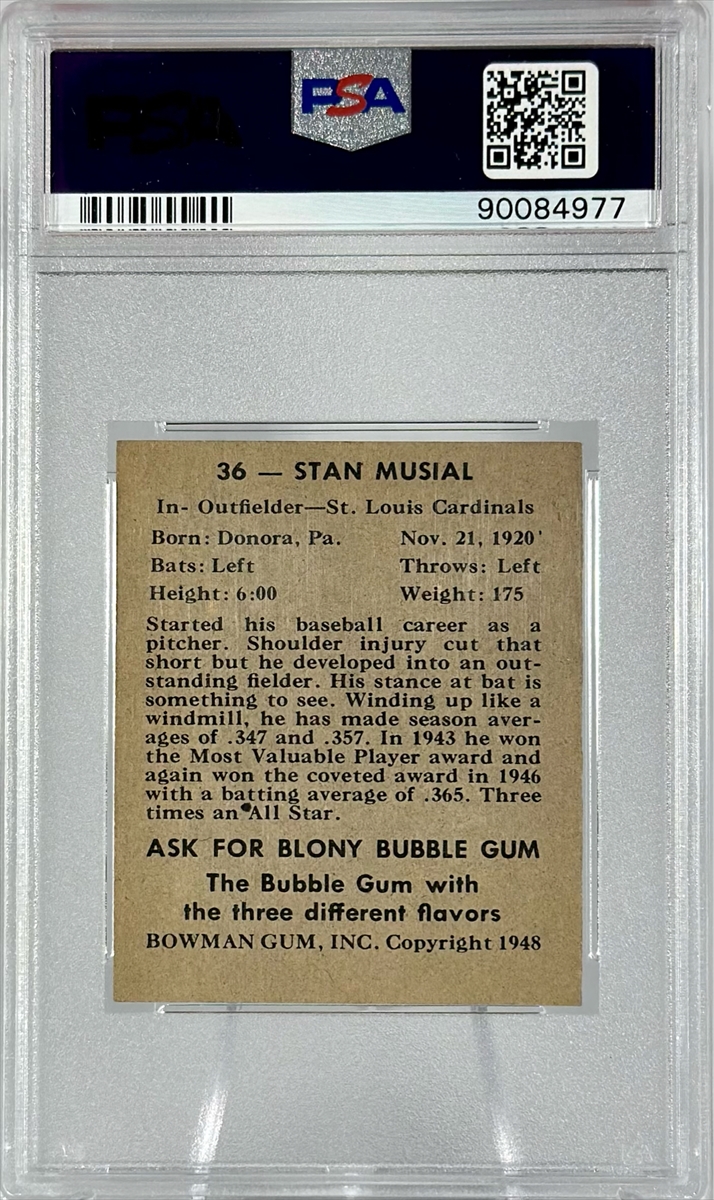 PSA
90084977
36 — STAN MUSIAL
In- Outfielder—St. Louis Cardinals
Born: Donora, Pa. Nov. 21, 1920
Bats: Left Throws: Left
Height: 6:00 Weight: 175
Started his baseball career as a
pitcher. Shoulder injury cut that
short but he developed into an out-
standing fielder. His stance at bat is
something to see. Winding up like a
windmill, he has made season aver-
ages of .347 and .357. In 1943 he won
the Most Valuable Player award and
again won the coveted award in 1946
with a batting average of .365. Three
times an All Star.
ASK FOR BLONY BUBBLE GUM
The Bubble Gum with
the three different flavors
BOWMAN GUM, INC. Copyright 1948